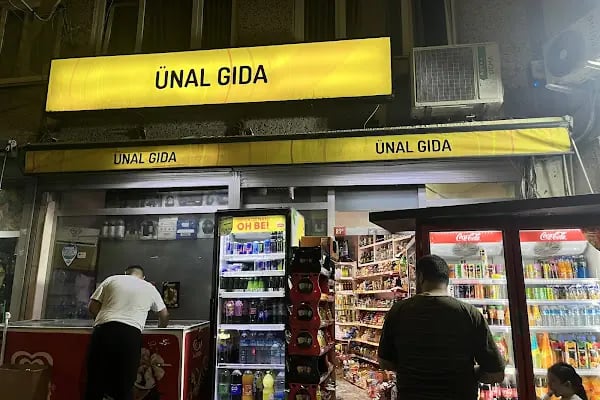 ÜNAL GIDA
ÜNAL GIDA
ÜNAL GIDA
OH BE!
Coca-Cola
Coca-Cola